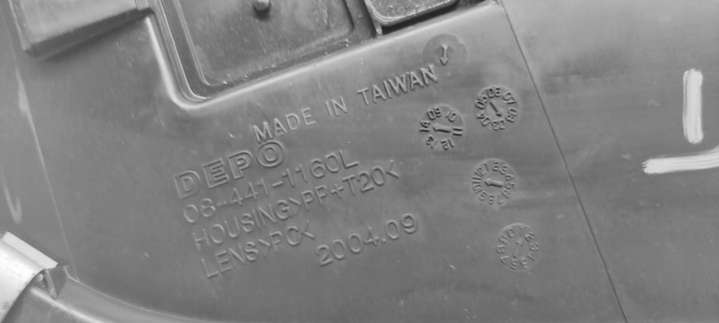 MADE IN TAIWAN
DEPO
08-441-1160L
HOUSING>PP+T20<
LENS>PC<
2004.09